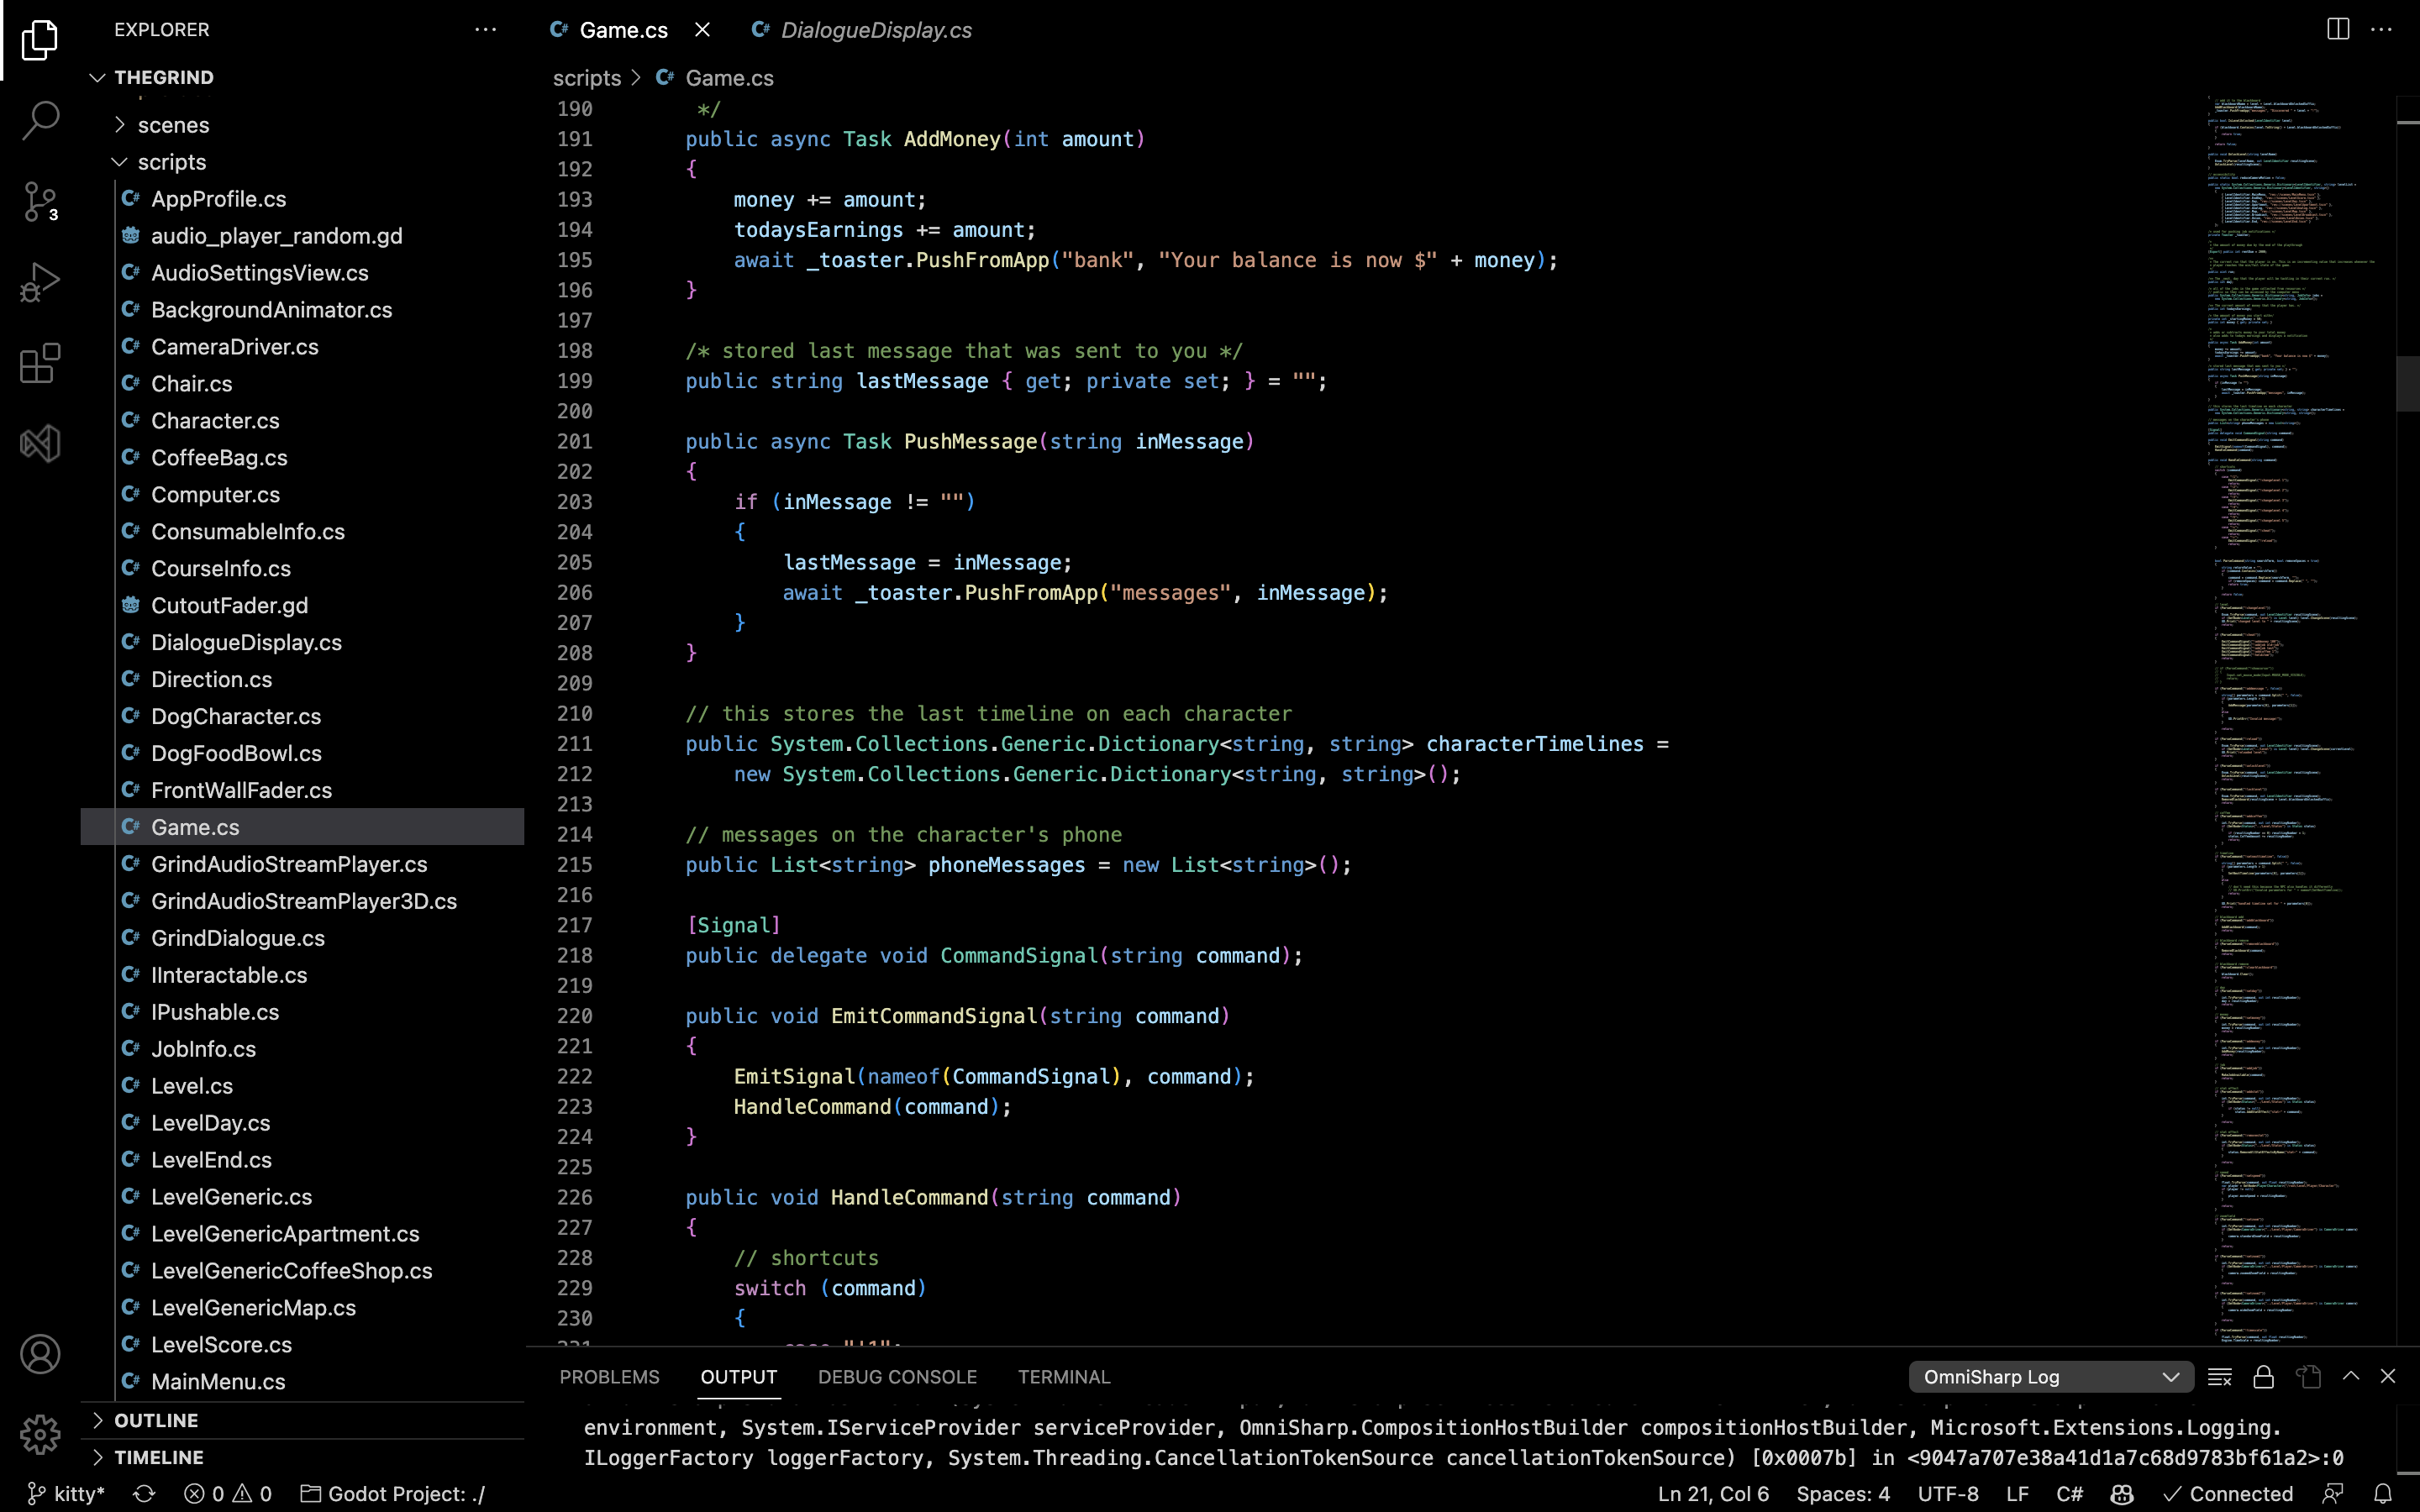 EXPLORER
THEGRIND
scenes
scripts
AppProfile.cs
audio_player_random.gd
AudioSettingsView.cs
BackgroundAnimator.cs
CameraDriver.cs
Chair.cs
Character.cs
CoffeeBag.cs
Computer.cs
ConsumableInfo.cs
CourseInfo.cs
CutoutFader.gd
DialogueDisplay.cs
Direction.cs
DogCharacter.cs
DogFoodBowl.cs
FrontWallFader.cs
Game.cs
GrindAudioStreamPlayer.cs
GrindAudioStreamPlayer3D.cs
GrindDialogue.cs
IInteractable.cs
IPushable.cs
JobInfo.cs
Level.cs
LevelDay.cs
LevelEnd.cs
LevelGeneric.cs
LevelGenericApartment.cs
LevelGenericCoffeeShop.cs
LevelGenericMap.cs
LevelScore.cs
MainMenu.cs
OUTLINE
TIMELINE
3
Game.cs
DialogueDisplay.cs
scripts > Game.cs
190 */
191 public async Task AddMoney(int amount)
192 {
193 money += amount;
194 todaysEarnings += amount;
195 await _toaster.PushFromApp("bank", "Your balance is now $" + money);
196 }
197
198 /* stored last message that was sent to you */
199 public string lastMessage { get; private set; } = "";
200
201 public async Task PushMessage(string inMessage)
202 {
203 if (inMessage != "")
204 {
205 lastMessage = inMessage;
206 await _toaster.PushFromApp("messages", inMessage);
207 }
208 }
209
210 // this stores the last timeline on each character
211 public System.Collections.Generic.Dictionary<string, string> characterTimelines =
212 new System.Collections.Generic.Dictionary<string, string>();
213
214 // messages on the character's phone
215 public List<string> phoneMessages = new List<string>();
216
217 [Signal]
218 public delegate void CommandSignal(string command);
219
220 public void EmitCommandSignal(string command)
221 {
222 EmitSignal(nameof(CommandSignal), command);
223 HandleCommand(command);
224 }
225
226 public void HandleCommand(string command)
227 {
228 // shortcuts
229 switch (command)
230 {
231 case "!1":
PROBLEMS OUTPUT DEBUG CONSOLE TERMINAL
OmniSharp Log
environment, System.IServiceProvider serviceProvider, OmniSharp.CompositionHostBuilder compositionHostBuilder, Microsoft.Extensions.Logging.
ILoggerFactory loggerFactory, System.Threading.CancellationTokenSource cancellationTokenSource) [0x0007b] in <9047a707e38a41d1a7c68d9783bf61a2>:0
kitty* 0 0 Godot Project: ./
Ln 21, Col 6 Spaces: 4 UTF-8 LF C# Connected